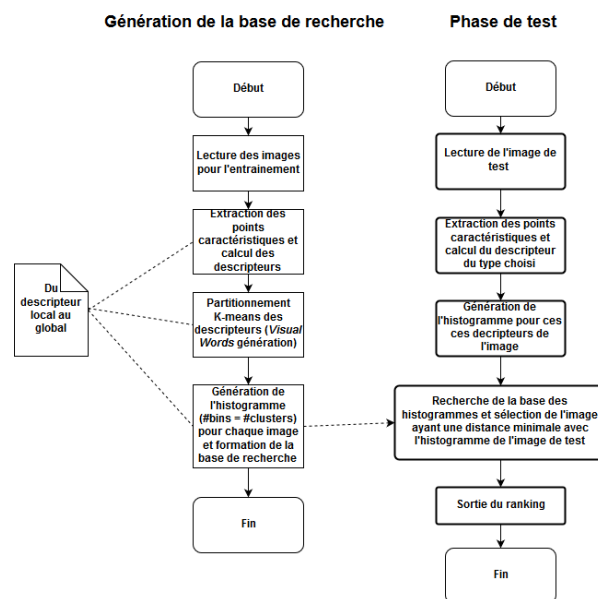 Génération de la base de recherche
Phase de test
Début
Lecture des images
pour l'entrainement
Extraction des
points
caractéristiques et
calcul des
descripteurs
Partitionnement
K-means des
descripteurs (Visual
Words génération)
Génération de
l'histogramme
(#bins = #clusters)
pour chaque image
et formation de la
base de recherche
Fin
Du
descripteur
local au
global
Début
Lecture de l'image de
test
Extraction des points
caractéristiques et
calcul du descripteur
du type choisi
Génération de
l'histogramme pour ces
ces decripteurs de
l'image
Recherche de la base des
histogrammes et sélection de l'image
ayant une distance minimale avec
l'histogramme de l'image de test
Sortie du ranking
Fin